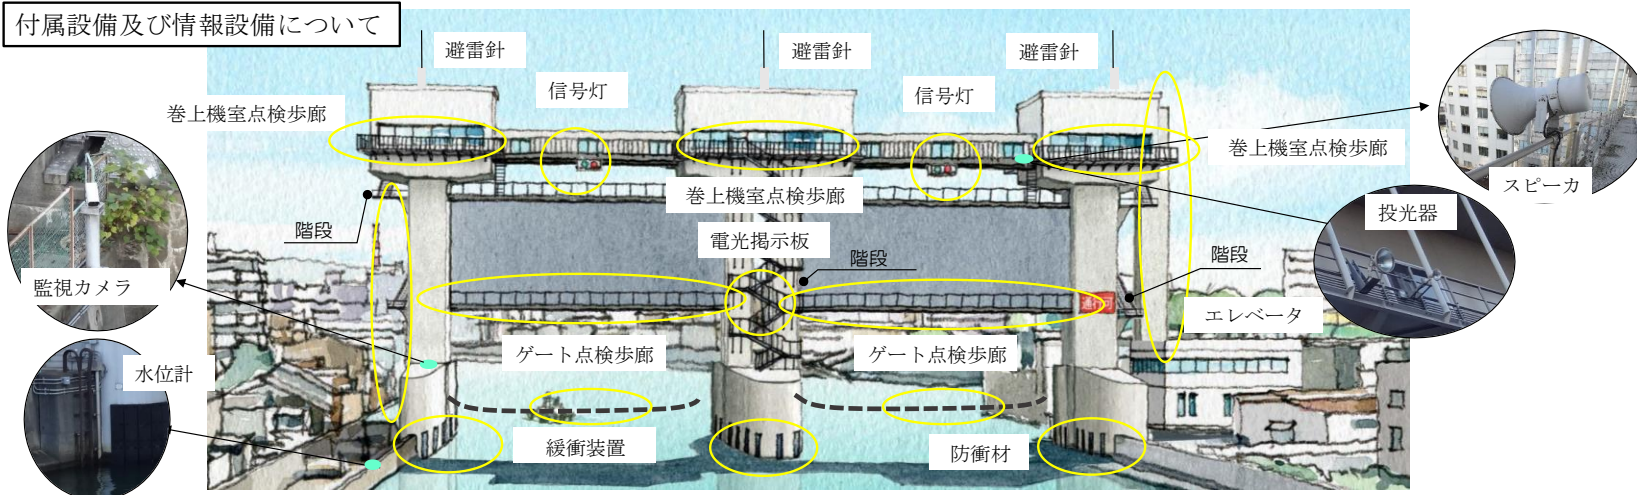 付属設備及び情報設備について
避雷針
避雷針
避雷針
信号灯
信号灯
巻上機室点検歩廊
巻上機室点検歩廊
巻上機室点検歩廊
スピーカ
投光器
階段
電光掲示板
階段
階段
監視カメラ
通行可
エレベータ
ゲート点検歩廊
ゲート点検歩廊
水位計
緩衝装置
防衝材